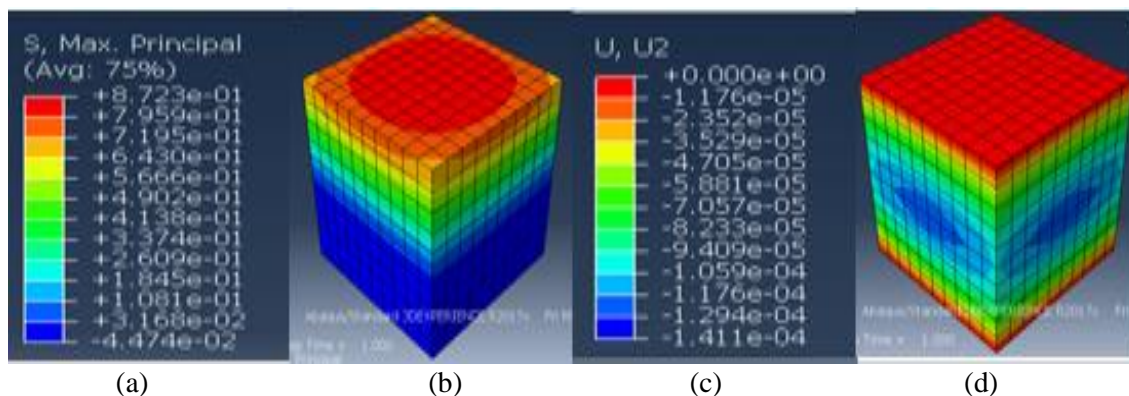 S, Max. Principal
(Avg: 75%)
+8.723e-01
+7.959e-01
+7.195e-01
+6.430e-01
+5.666e-01
+4.902e-01
+4.138e-01
+3.374e-01
+2.609e-01
+1.845e-01
+1.081e-01
+3.168e-02
-4.474e-02
U, U2
+0.000e+00
-1.176e-05
-2.352e-05
-3.529e-05
-4.705e-05
-5.881e-05
-7.057e-05
-8.233e-05
-9.409e-05
-1.059e-04
-1.176e-04
-1.294e-04
-1.411e-04
(a)
(b)
(c)
(d)